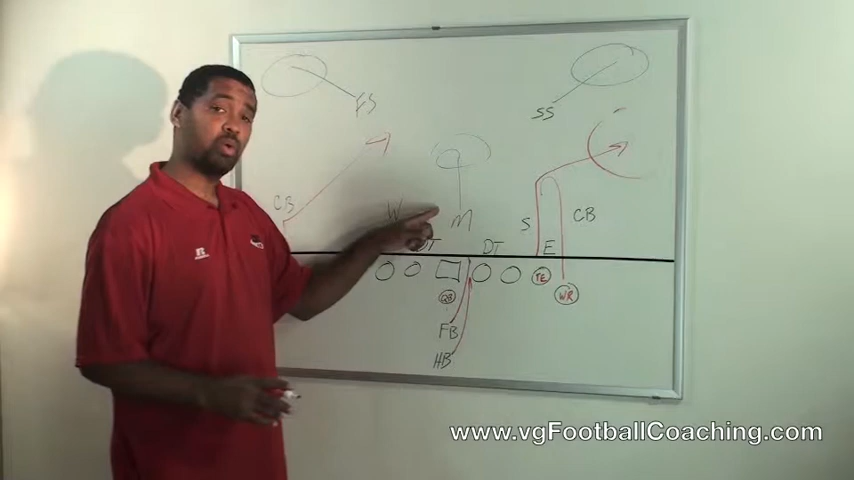 FS
SS
CB
W
M
S
CB
DT
DT
E
TE
QB
WR
FB
HB
www.vgFootballCoaching.com